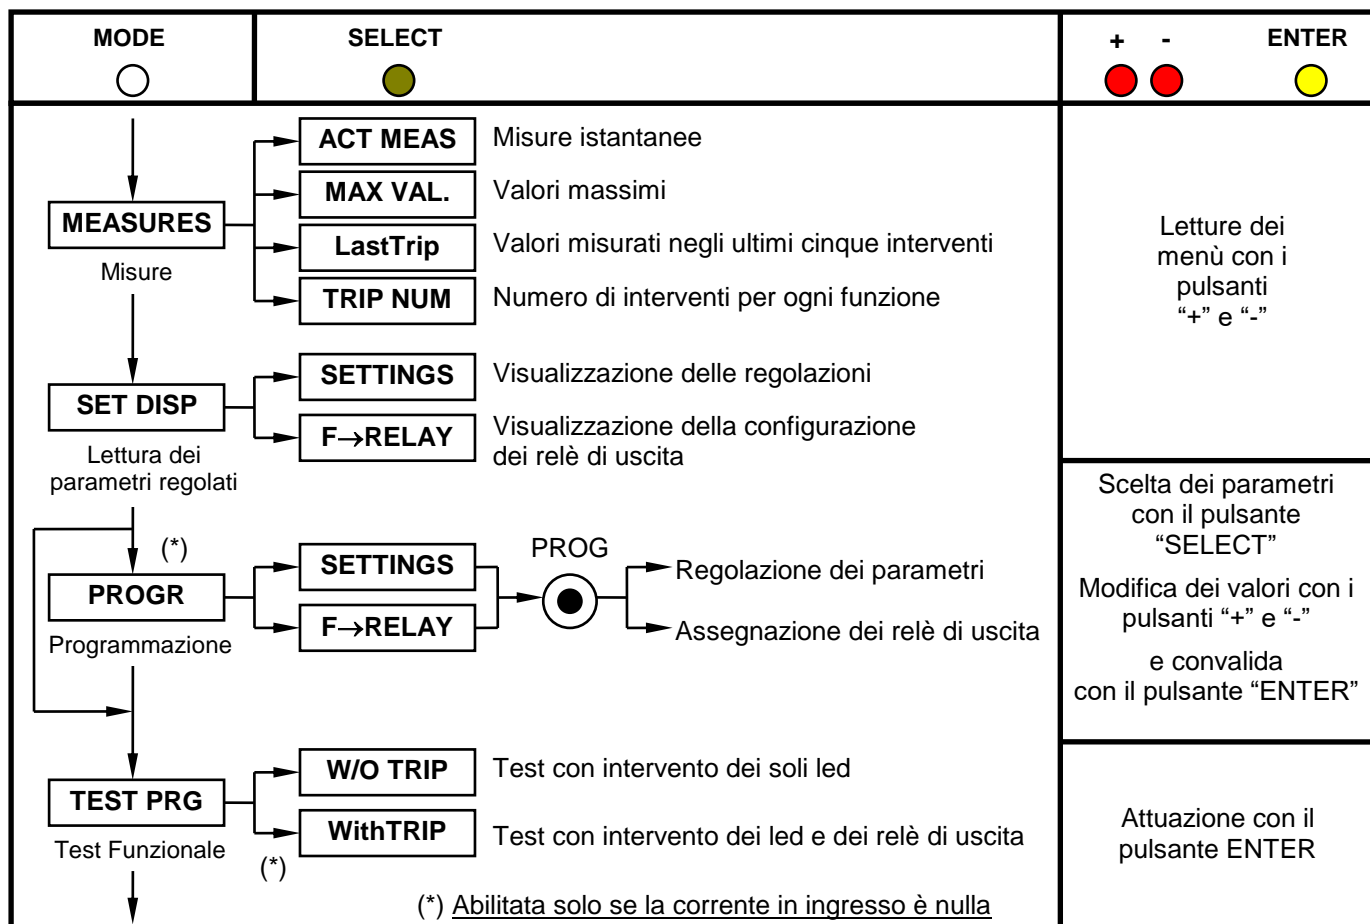 MODE
SELECT
+ -
ENTER
ACT MEAS
Misure istantanee
MAX VAL.
Valori massimi
MEASURES
Misure
LastTrip
Valori misurati negli ultimi cinque interventi
TRIP NUM
Numero di interventi per ogni funzione
Letture dei
menù con i
pulsanti
“+” e “-”
SETTINGS
Visualizzazione delle regolazioni
SET DISP
Lettura dei
parametri regolati
F→RELAY
Visualizzazione della configurazione
dei relè di uscita
(*)
PROGR
Programmazione
SETTINGS
F→RELAY
PROG
Regolazione dei parametri
Assegnazione dei relè di uscita
Scelta dei parametri
con il pulsante
“SELECT”
Modifica dei valori con i
pulsanti “+” e “-”
e convalida
con il pulsante “ENTER”
TEST PRG
Test Funzionale
W/O TRIP
Test con intervento dei soli led
WithTRIP
Test con intervento dei led e dei relè di uscita
(*)
Attuazione con il
pulsante ENTER
(*) Abilitata solo se la corrente in ingresso è nulla